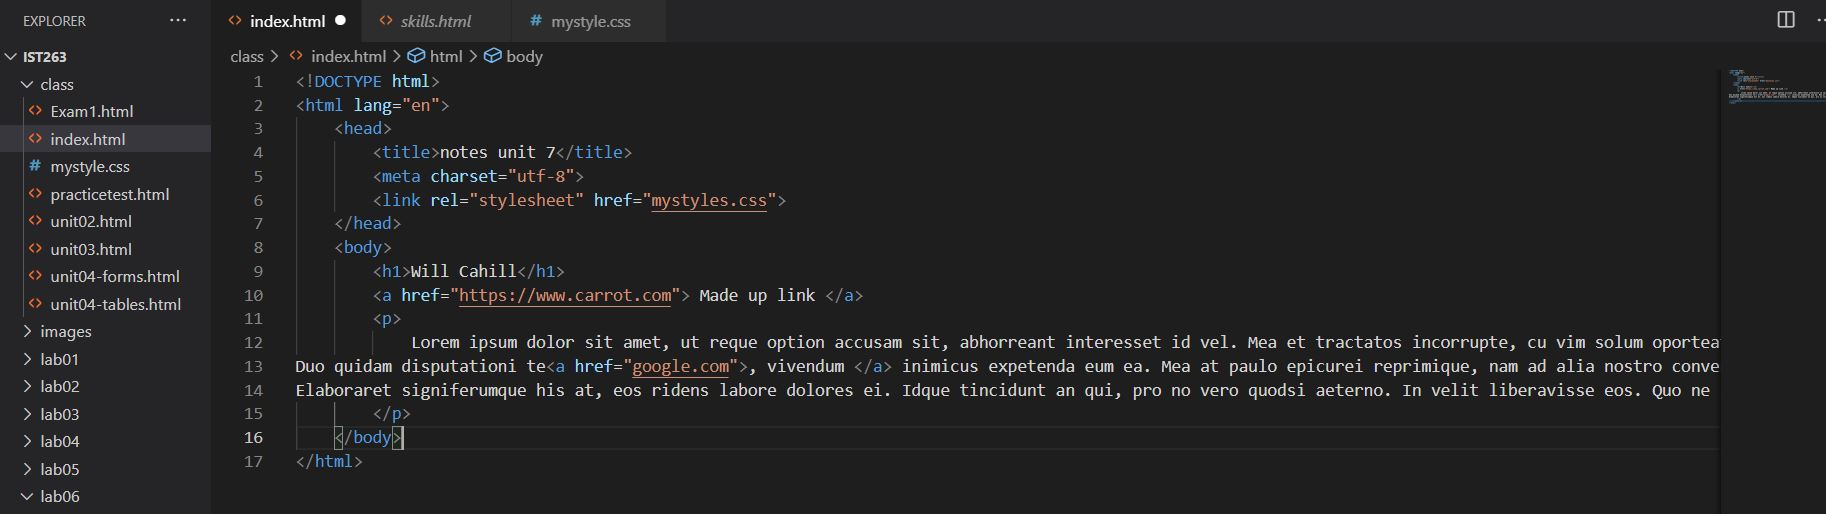 EXPLORER ···
index.html ●
skills.html
# mystyle.css
IST263
class
Exam1.html
index.html
# mystyle.css
practicetest.html
unit02.html
unit03.html
unit04-forms.html
unit04-tables.html
images
lab01
lab02
lab03
lab04
lab05
lab06
class > index.html > html > body
1 <!DOCTYPE html>
2 <html lang="en">
3 <head>
4 <title>notes unit 7</title>
5 <meta charset="utf-8">
6 <link rel="stylesheet" href="mystyles.css">
7 </head>
8 <body>
9 <h1>Will Cahill</h1>
10 <a href="https://www.carrot.com"> Made up link </a>
11 <p>
12 Lorem ipsum dolor sit amet, ut reque option accusam sit, abhorreant interesset id vel. Mea et tractatos incorrupte, cu vim solum oportea
13 Duo quidam disputationi te<a href="google.com">, vivendum </a> inimicus expetenda eum ea. Mea at paulo epicurei reprimique, nam ad alia nostro conve
14 Elaboraret signiferumque his at, eos ridens labore dolores ei. Idque tincidunt an qui, pro no vero quodsi aeterno. In velit liberavisse eos. Quo ne
15 </p>
16 </body>
17 </html>